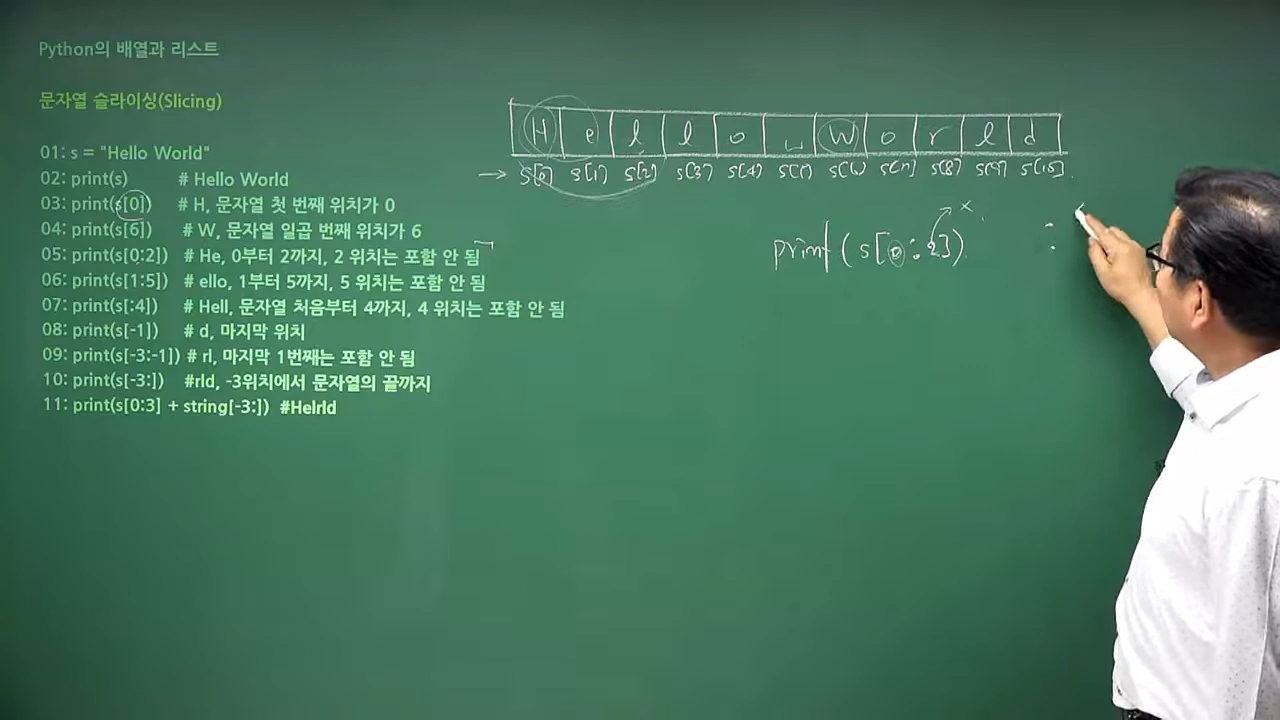 Python의 배열과 리스트
문자열 슬라이싱(Slicing)
01: s = "Hello World"
02: print(s) # Hello World
03: print(s[0]) # H, 문자열 첫 번째 위치가 0
04: print(s[6]) # W, 문자열 일곱 번째 위치가 6
05: print(s[0:2]) # He, 0부터 2까지, 2 위치는 포함 안 됨
06: print(s[1:5]) # ello, 1부터 5까지, 5 위치는 포함 안 됨
07: print(s[:4]) # Hell, 문자열 처음부터 4까지, 4 위치는 포함 안 됨
08: print(s[-1]) # d, 마지막 위치
09: print(s[-3:-1]) # rl, 마지막 1번째는 포함 안 됨
10: print(s[-3:]) #rld, -3위치에서 문자열의 끝까지
11: print(s[0:3] + string[-3:]) #Helrld
H e l l o ␣ W o r l d
s[0] s[1] s[2] s[3] s[4] s[5] s[6] s[7] s[8] s[9] s[10]
x
print(s[0:2])
: